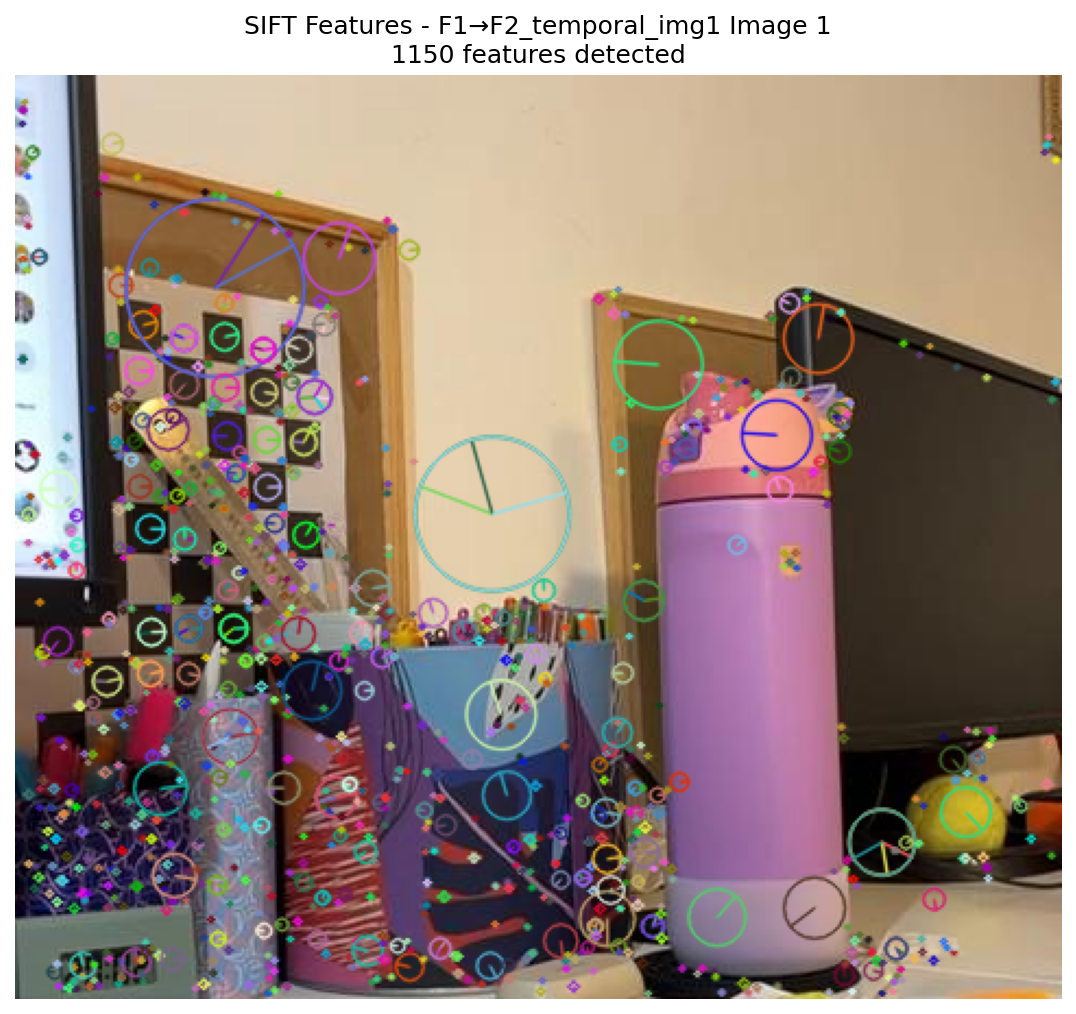 SIFT Features - F1→F2_temporal_img1 Image 1
1150 features detected